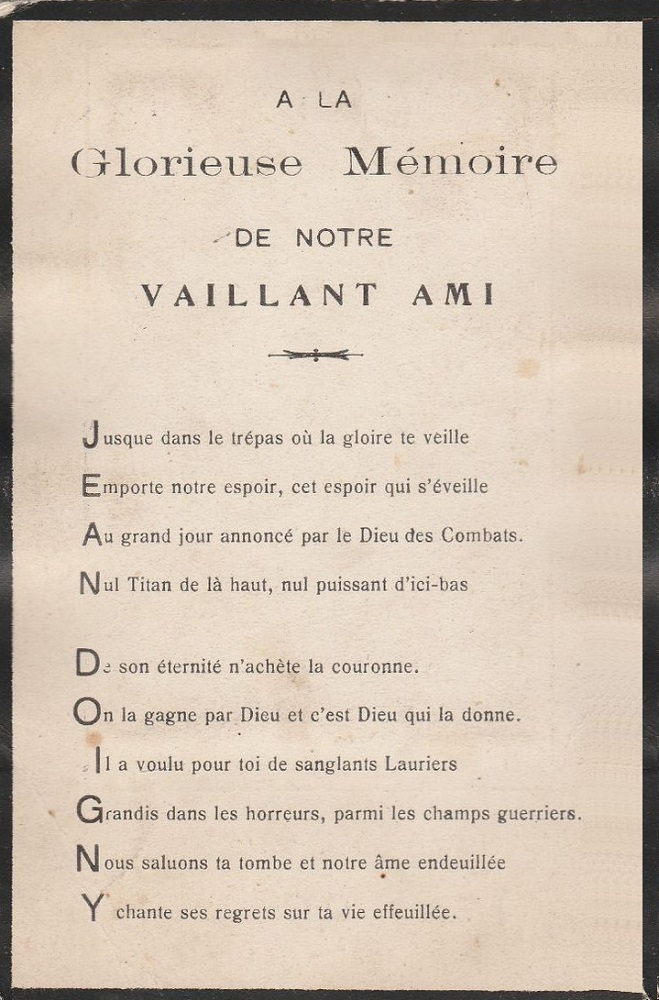 A LA
Glorieuse Mémoire
DE NOTRE
VAILLANT AMI
Jusque dans le trépas où la gloire te veille
Emporte notre espoir, cet espoir qui s'éveille
Au grand jour annoncé par le Dieu des Combats.
Nul Titan de là haut, nul puissant d'ici-bas
De son éternité n'achète la couronne.
On la gagne par Dieu et c'est Dieu qui la donne.
Il a voulu pour toi de sanglants Lauriers
Grandis dans les horreurs, parmi les champs guerriers.
Nous saluons ta tombe et notre âme endeuillée
Y chante ses regrets sur ta vie effeuillée.